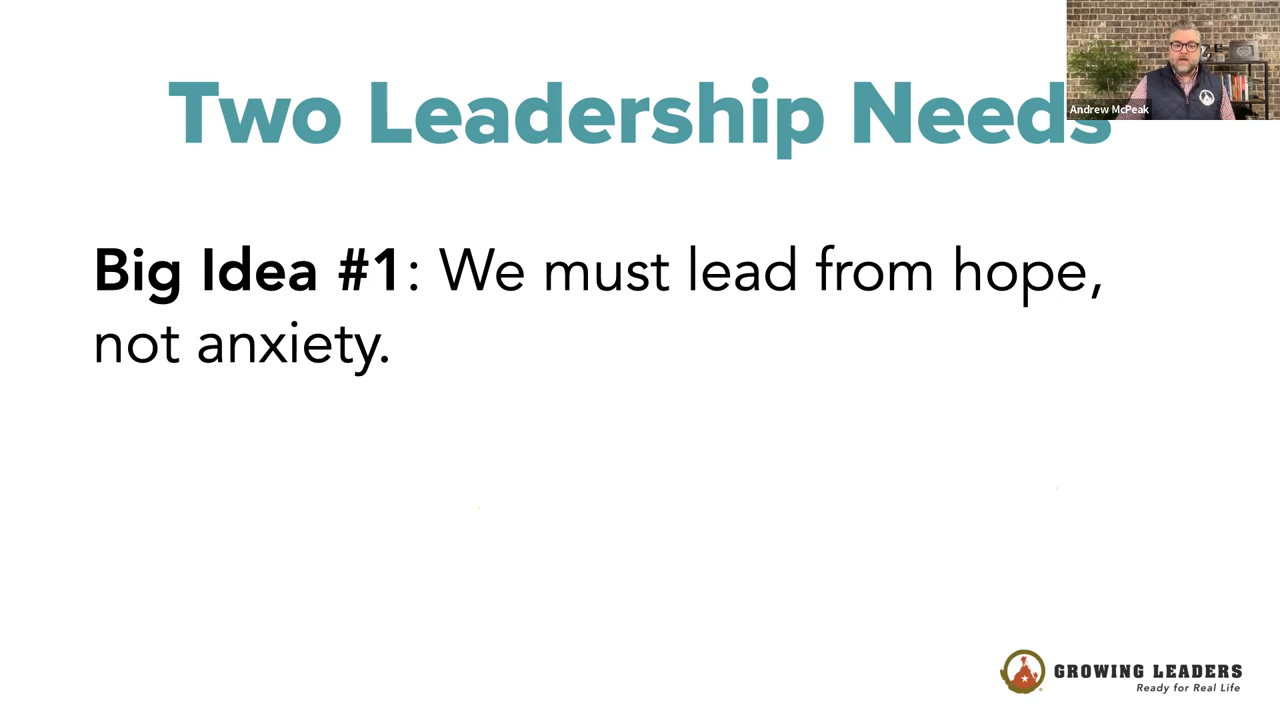 Two Leadership Needs
Andrew McPeak
Big Idea #1: We must lead from hope,
not anxiety.
GROWING LEADERS
Ready for Real Life